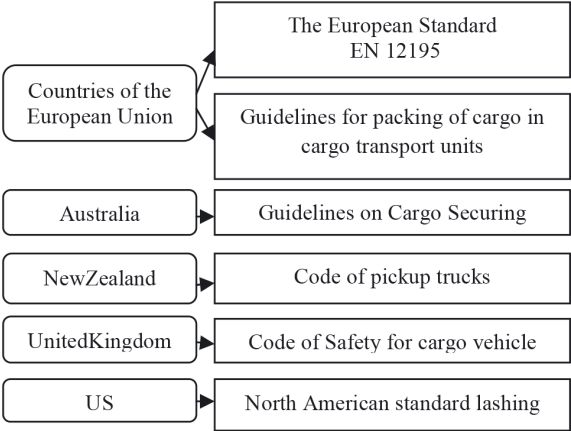 The European Standard
EN 12195
Countries of the
European Union
Guidelines for packing of cargo in
cargo transport units
Australia
Guidelines on Cargo Securing
NewZealand
Code of pickup trucks
UnitedKingdom
Code of Safety for cargo vehicle
US
North American standard lashing